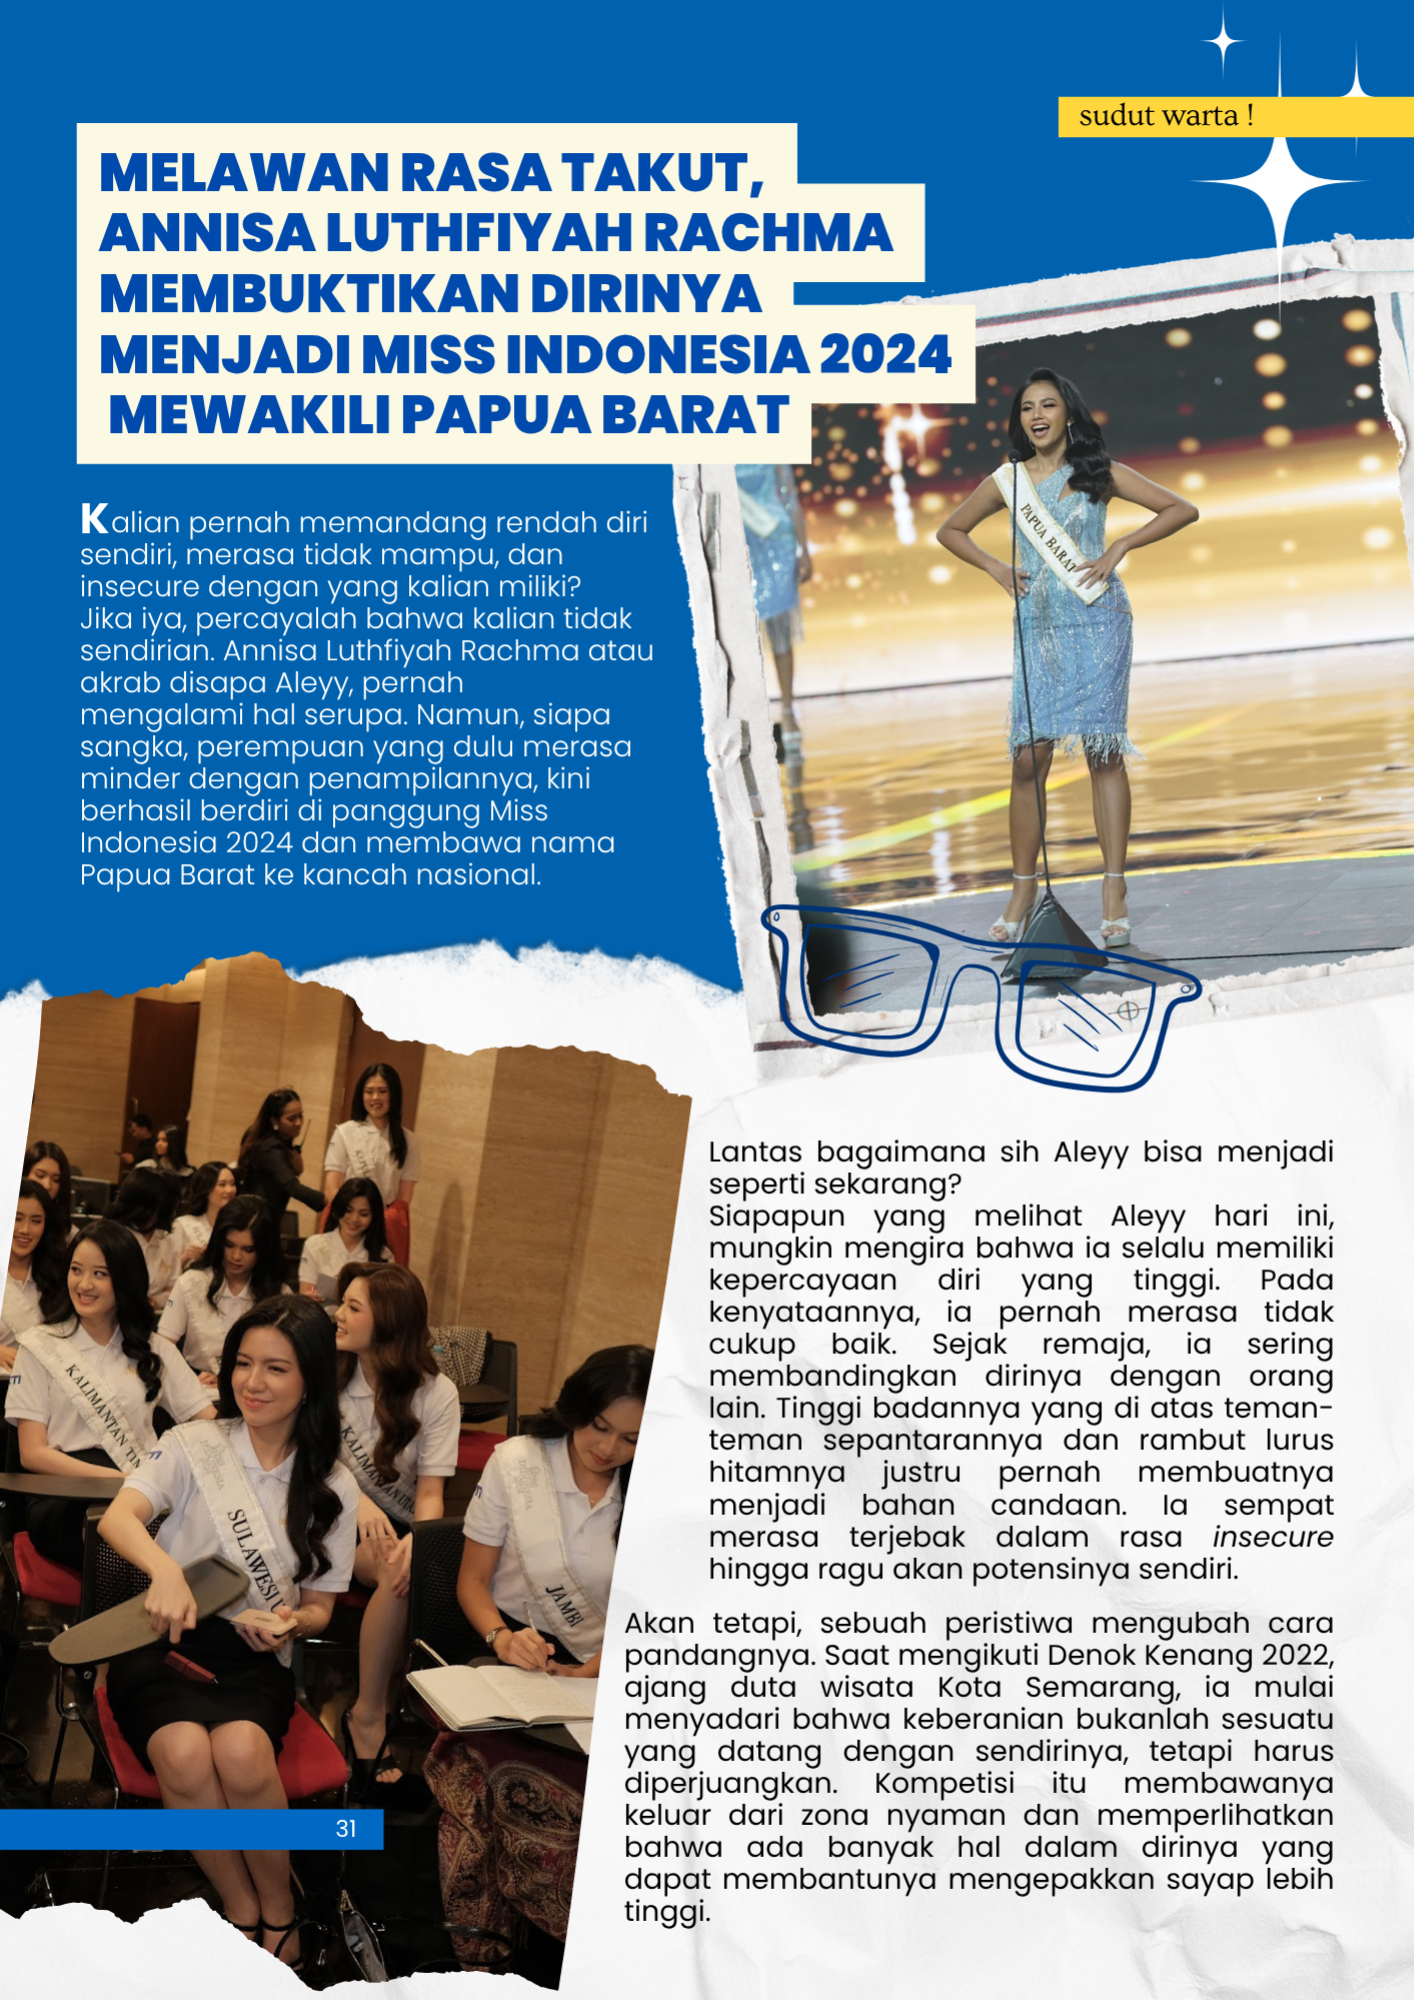 sudut warta !
MELAWAN RASA TAKUT,
ANNISA LUTHFIYAH RACHMA
MEMBUKTIKAN DIRINYA
MENJADI MISS INDONESIA 2024
MEWAKILI PAPUA BARAT
Kalian pernah memandang rendah diri
sendiri, merasa tidak mampu, dan
insecure dengan yang kalian miliki?
Jika iya, percayalah bahwa kalian tidak
sendirian. Annisa Luthfiyah Rachma atau
akrab disapa Aleyy, pernah
mengalami hal serupa. Namun, siapa
sangka, perempuan yang dulu merasa
minder dengan penampilannya, kini
berhasil berdiri di panggung Miss
Indonesia 2024 dan membawa nama
Papua Barat ke kancah nasional.
PAPUA BARAT
Lantas bagaimana sih Aleyy bisa menjadi
seperti sekarang?
Siapapun yang melihat Aleyy hari ini,
mungkin mengira bahwa ia selalu memiliki
kepercayaan diri yang tinggi. Pada
kenyataannya, ia pernah merasa tidak
cukup baik. Sejak remaja, ia sering
membandingkan dirinya dengan orang
lain. Tinggi badannya yang di atas teman-
teman sepantarannya dan rambut lurus
hitamnya justru pernah membuatnya
menjadi bahan candaan. Ia sempat
merasa terjebak dalam rasa insecure
hingga ragu akan potensinya sendiri.
Akan tetapi, sebuah peristiwa mengubah cara
pandangnya. Saat mengikuti Denok Kenang 2022,
ajang duta wisata Kota Semarang, ia mulai
menyadari bahwa keberanian bukanlah sesuatu
yang datang dengan sendirinya, tetapi harus
diperjuangkan. Kompetisi itu membawanya
keluar dari zona nyaman dan memperlihatkan
bahwa ada banyak hal dalam dirinya yang
dapat membantunya mengepakkan sayap lebih
tinggi.
KALIMANTAN TIM
KALIMANTAN UTA
SULAWESI U
JAMBI
31